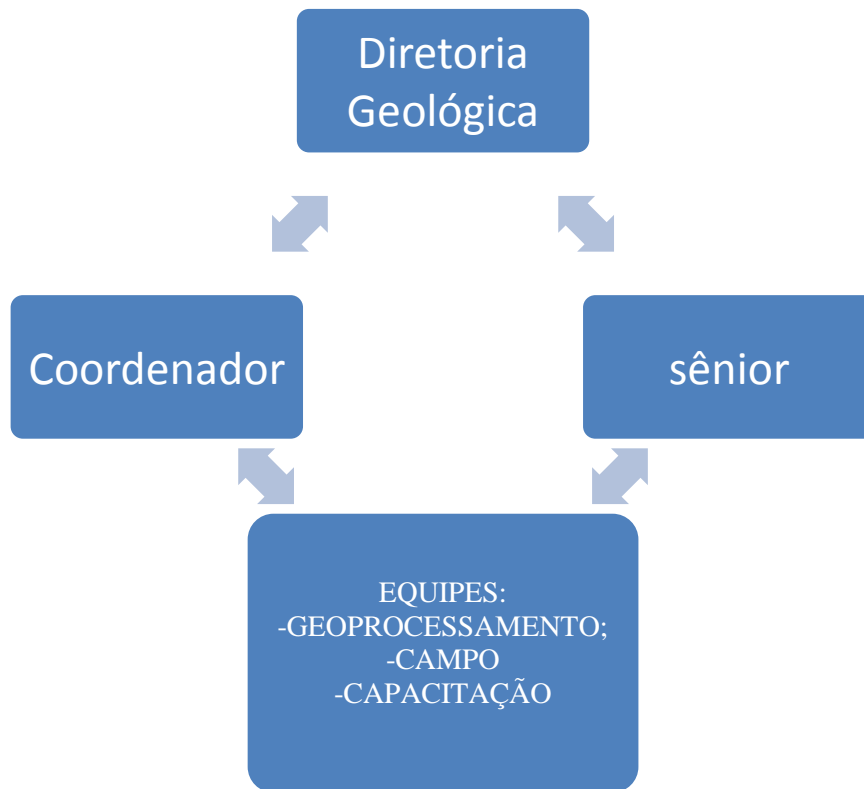 Diretoria
Geológica
Coordenador
sênior
EQUIPES:
-GEOPROCESSAMENTO;
-CAMPO
-CAPACITAÇÃO